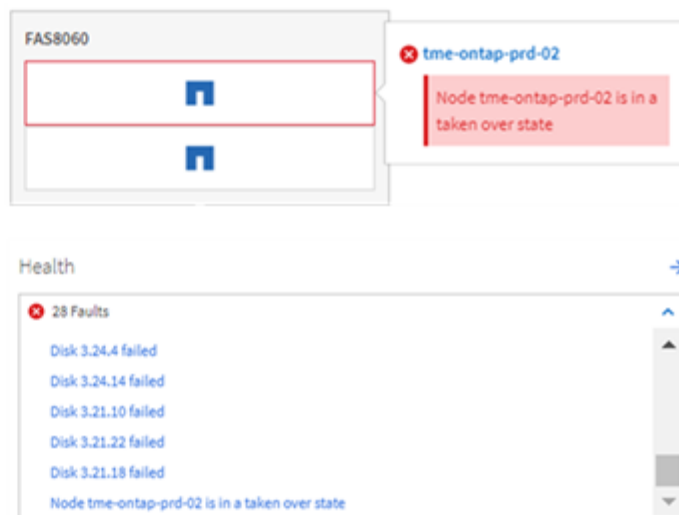 FAS8060
tme-ontap-prd-02
Node tme-ontap-prd-02 is in a
taken over state
Health
28 Faults
Disk 3.24.4 failed
Disk 3.24.14 failed
Disk 3.21.10 failed
Disk 3.21.22 failed
Disk 3.21.18 failed
Node tme-ontap-prd-02 is in a taken over state